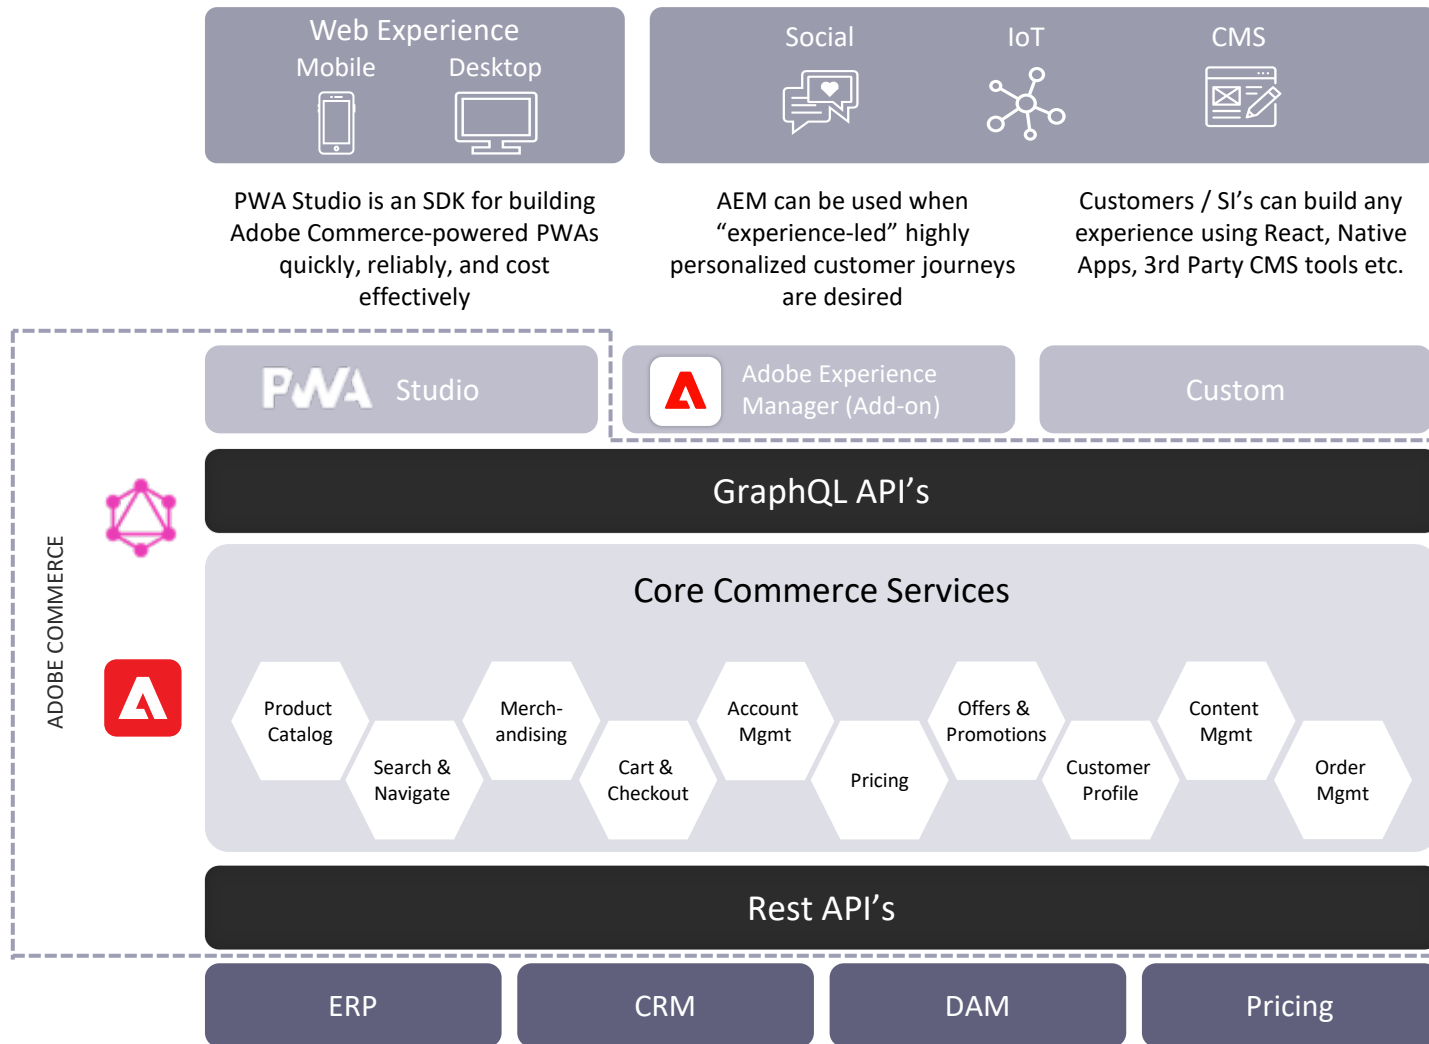 Web Experience
Mobile
Desktop
Social
IoT
CMS
PWA Studio is an SDK for building
Adobe Commerce-powered PWAs
quickly, reliably, and cost
effectively
AEM can be used when
“experience-led” highly
personalized customer journeys
are desired
Customers / SI’s can build any
experience using React, Native
Apps, 3rd Party CMS tools etc.
PWA Studio
Adobe Experience
Manager (Add-on)
Custom
GraphQL API’s
ADOBE COMMERCE
Core Commerce Services
Product
Catalog
Search &
Navigate
Merch-
andising
Cart &
Checkout
Account
Mgmt
Pricing
Offers &
Promotions
Customer
Profile
Content
Mgmt
Order
Mgmt
Rest API’s
ERP
CRM
DAM
Pricing